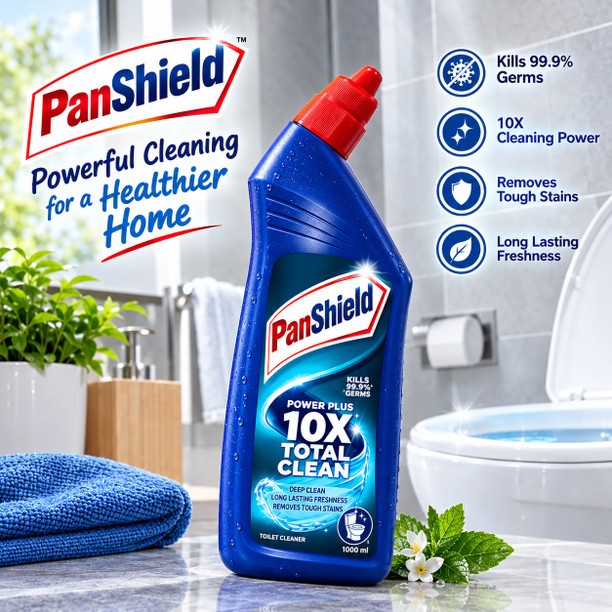 PanShield™
Powerful Cleaning
for a Healthier
Home
Kills 99.9%
Germs
10X
Cleaning Power
Removes
Tough Stains
Long Lasting
Freshness
PanShield
KILLS
99.9%*
*GERMS
POWER PLUS
10X
TOTAL
CLEAN
DEEP CLEAN
LONG LASTING FRESHNESS
REMOVES TOUGH STAINS
TOILET CLEANER
1000 ml